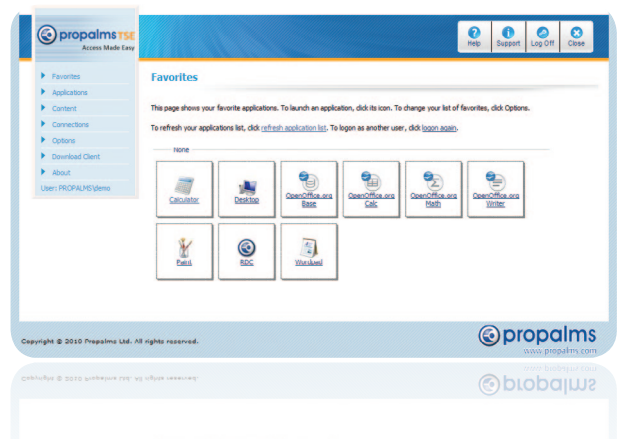 propalms TSE
Access Made Easy
Help
Support
Log Off
Close
Favorites
Applications
Content
Connections
Options
Download Client
About
User: PROPALMS\demo
Favorites
This page shows your favorite applications. To launch an application, click its icon. To change your list of favorites, click Options.
To refresh your applications list, click refresh application list. To logon as another user, click logon again.
None
Calculator
Desktop
OpenOffice.org
Base
OpenOffice.org
Calc
OpenOffice.org
Math
OpenOffice.org
Writer
Paint
RDC
Wordpad
Copyright © 2010 Propalms Ltd. All rights reserved.
propalms
www.propalms.com